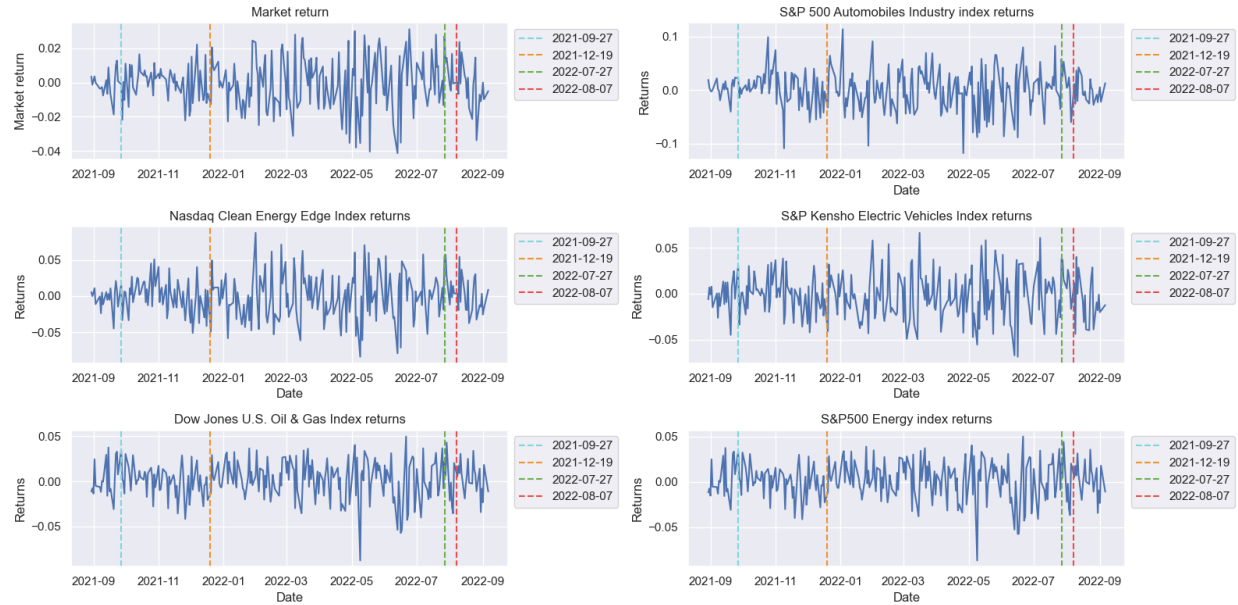 Market return
Market return
0.02
0.00
−0.02
−0.04
2021-09 2021-11 2022-01 2022-03 2022-05 2022-07 2022-09
2021-09-27
2021-12-19
2022-07-27
2022-08-07
S&P 500 Automobiles Industry index returns
Returns
0.1
0.0
−0.1
2021-09 2021-11 2022-01 2022-03 2022-05 2022-07 2022-09
Date
2021-09-27
2021-12-19
2022-07-27
2022-08-07
Nasdaq Clean Energy Edge Index returns
Returns
0.05
0.00
−0.05
2021-09 2021-11 2022-01 2022-03 2022-05 2022-07 2022-09
Date
2021-09-27
2021-12-19
2022-07-27
2022-08-07
S&P Kensho Electric Vehicles Index returns
Returns
0.05
0.00
−0.05
2021-09 2021-11 2022-01 2022-03 2022-05 2022-07 2022-09
Date
2021-09-27
2021-12-19
2022-07-27
2022-08-07
Dow Jones U.S. Oil & Gas Index returns
Returns
0.05
0.00
−0.05
2021-09 2021-11 2022-01 2022-03 2022-05 2022-07 2022-09
Date
2021-09-27
2021-12-19
2022-07-27
2022-08-07
S&P500 Energy index returns
Returns
0.05
0.00
−0.05
2021-09 2021-11 2022-01 2022-03 2022-05 2022-07 2022-09
Date
2021-09-27
2021-12-19
2022-07-27
2022-08-07